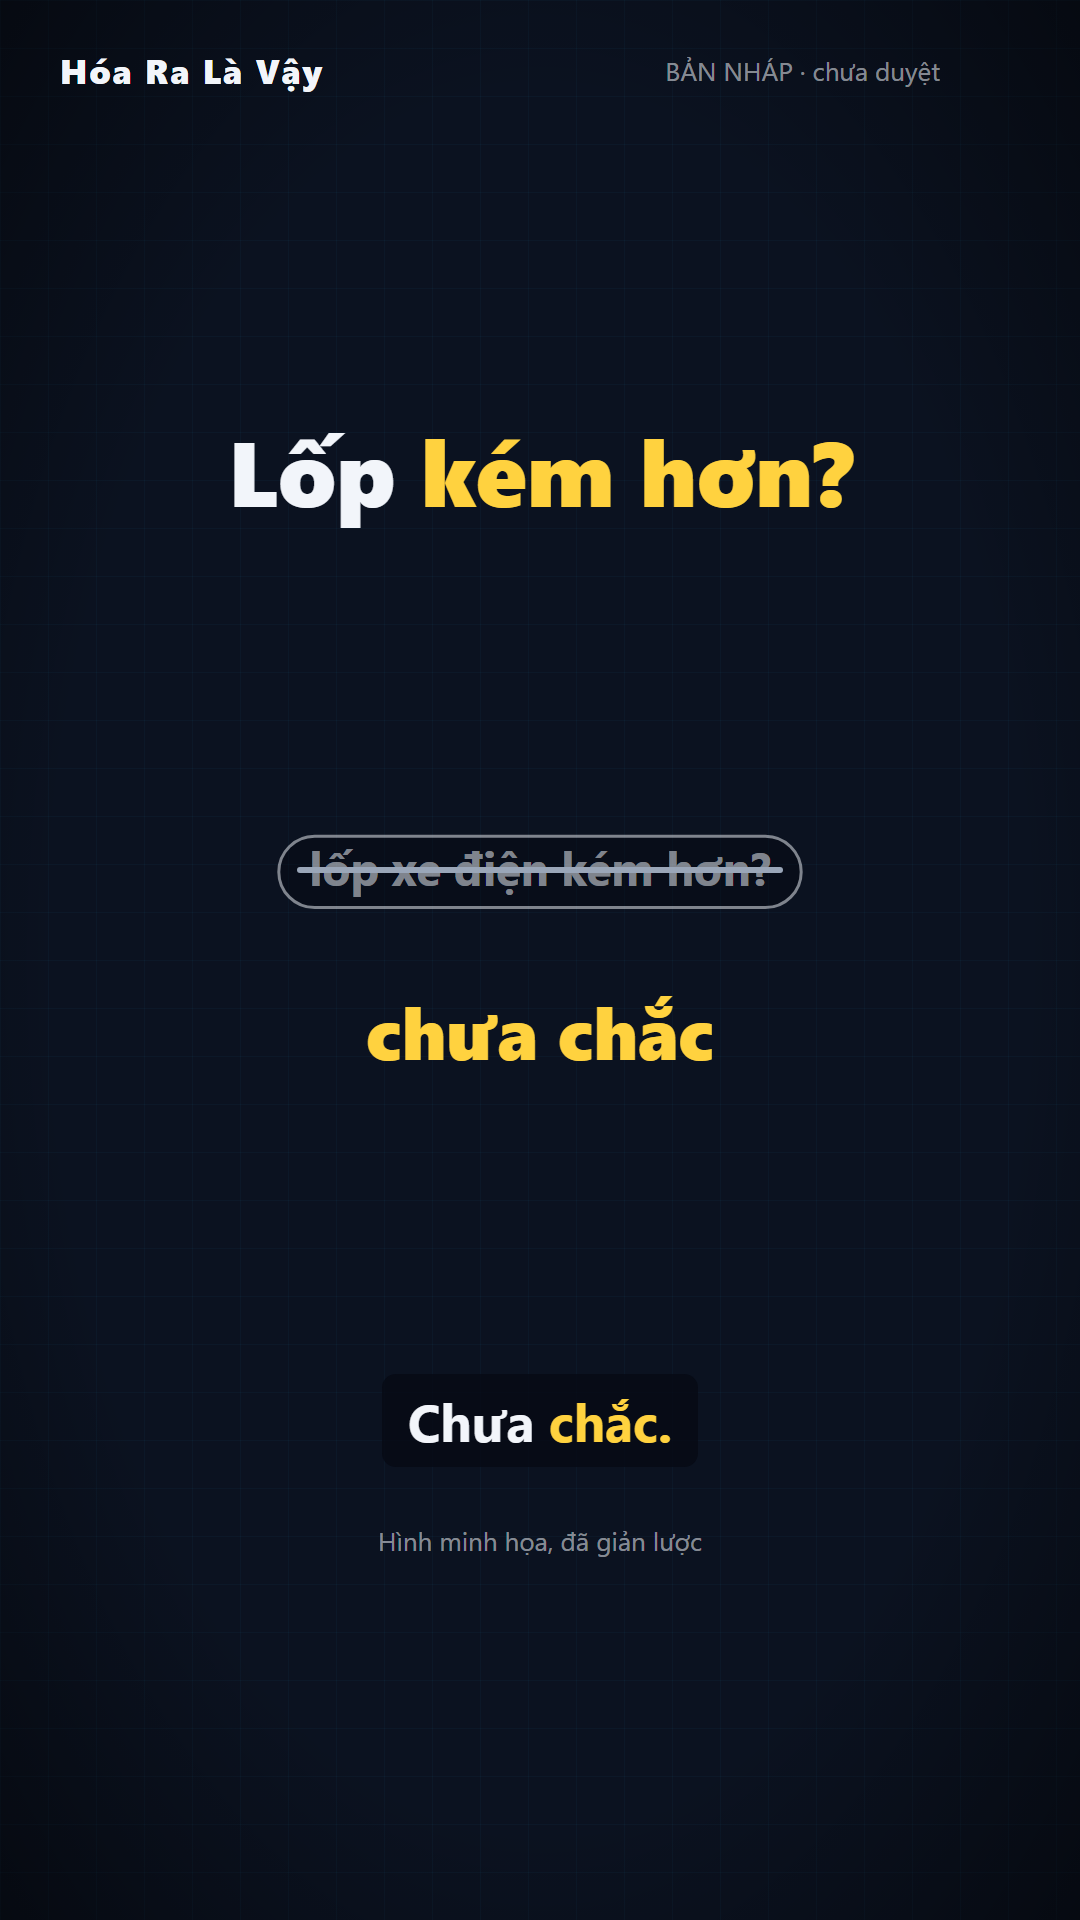 Hóa Ra Là Vậy
BẢN NHÁP · chưa duyệt
Lốp kém hơn?
lốp xe điện kém hơn?
chưa chắc
Chưa chắc.
Hình minh họa, đã giản lược